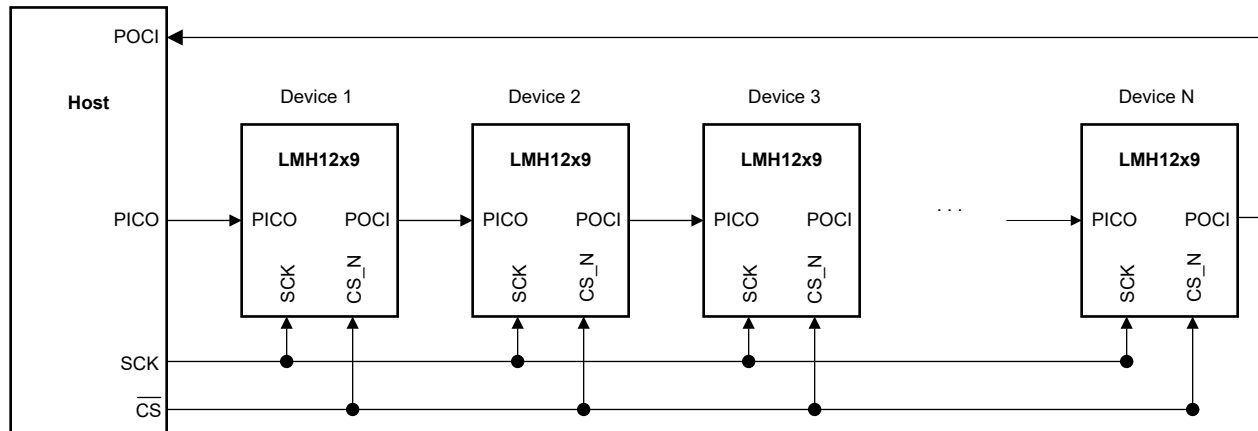 POCI
Host
Device 1 Device 2 Device 3 Device N
LMH12x9 LMH12x9 LMH12x9 LMH12x9
PICO PICO POCI PICO POCI PICO POCI . . . PICO POCI
SCK CS_N SCK CS_N SCK CS_N SCK CS_N
SCK
CS